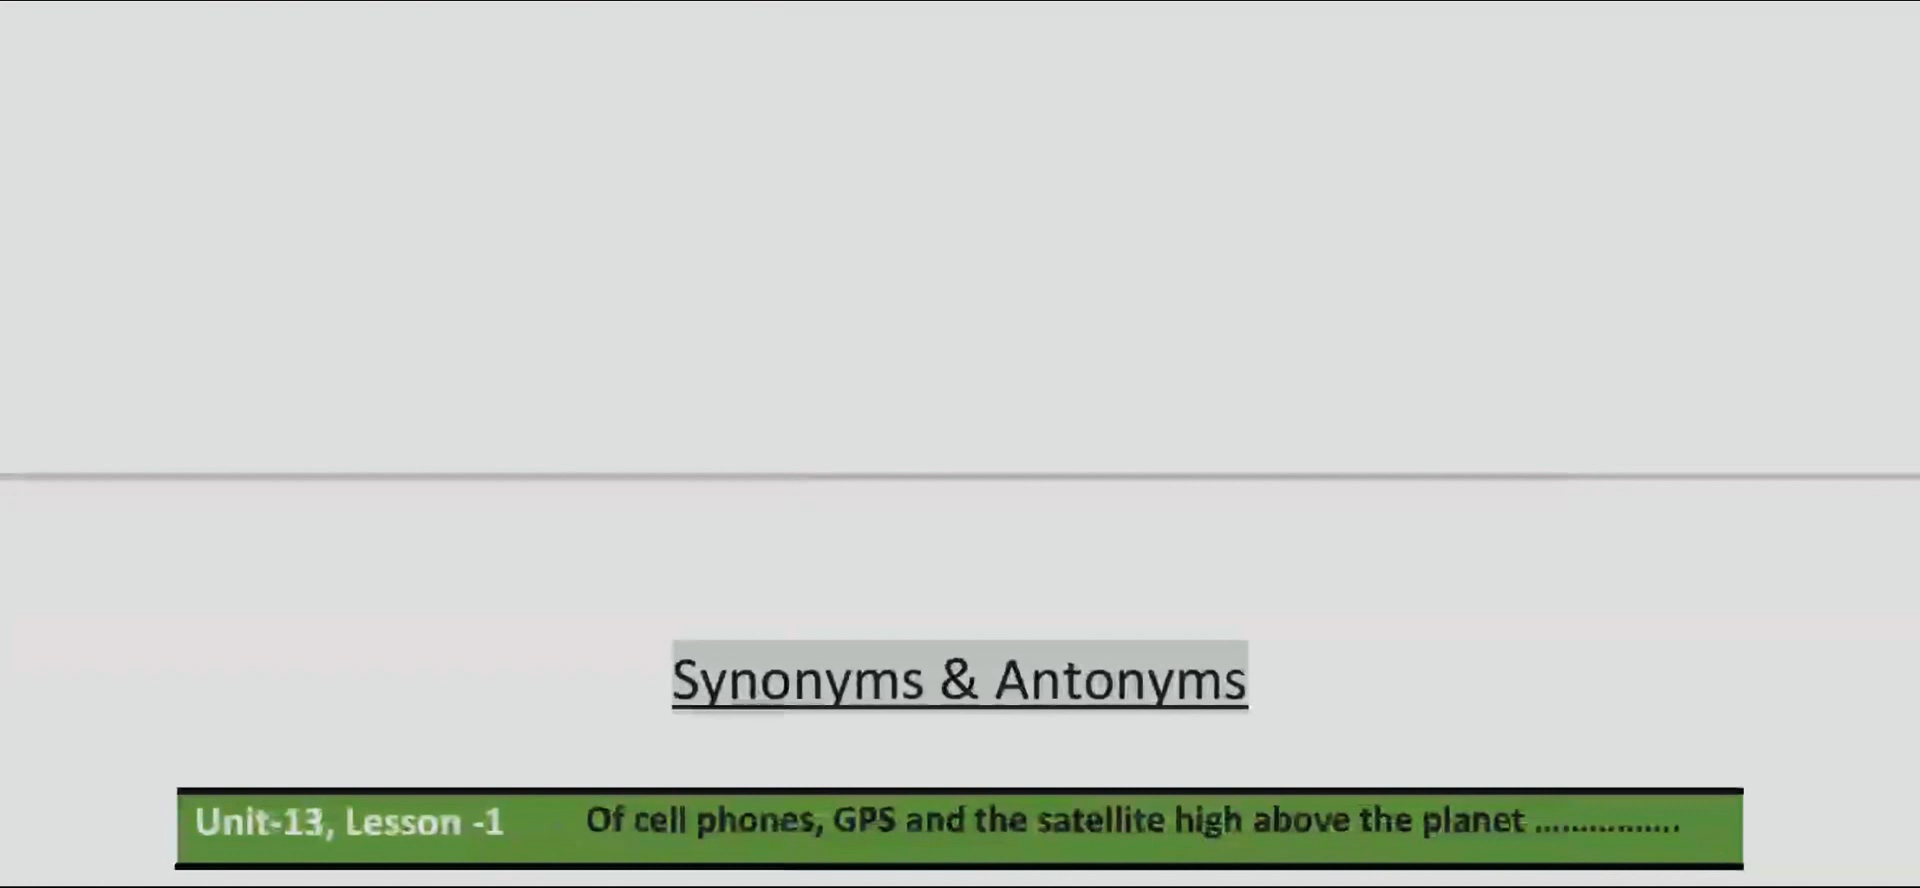 Synonyms & Antonyms
Unit-13, Lesson -1 Of cell phones, GPS and the satellite high above the planet ................